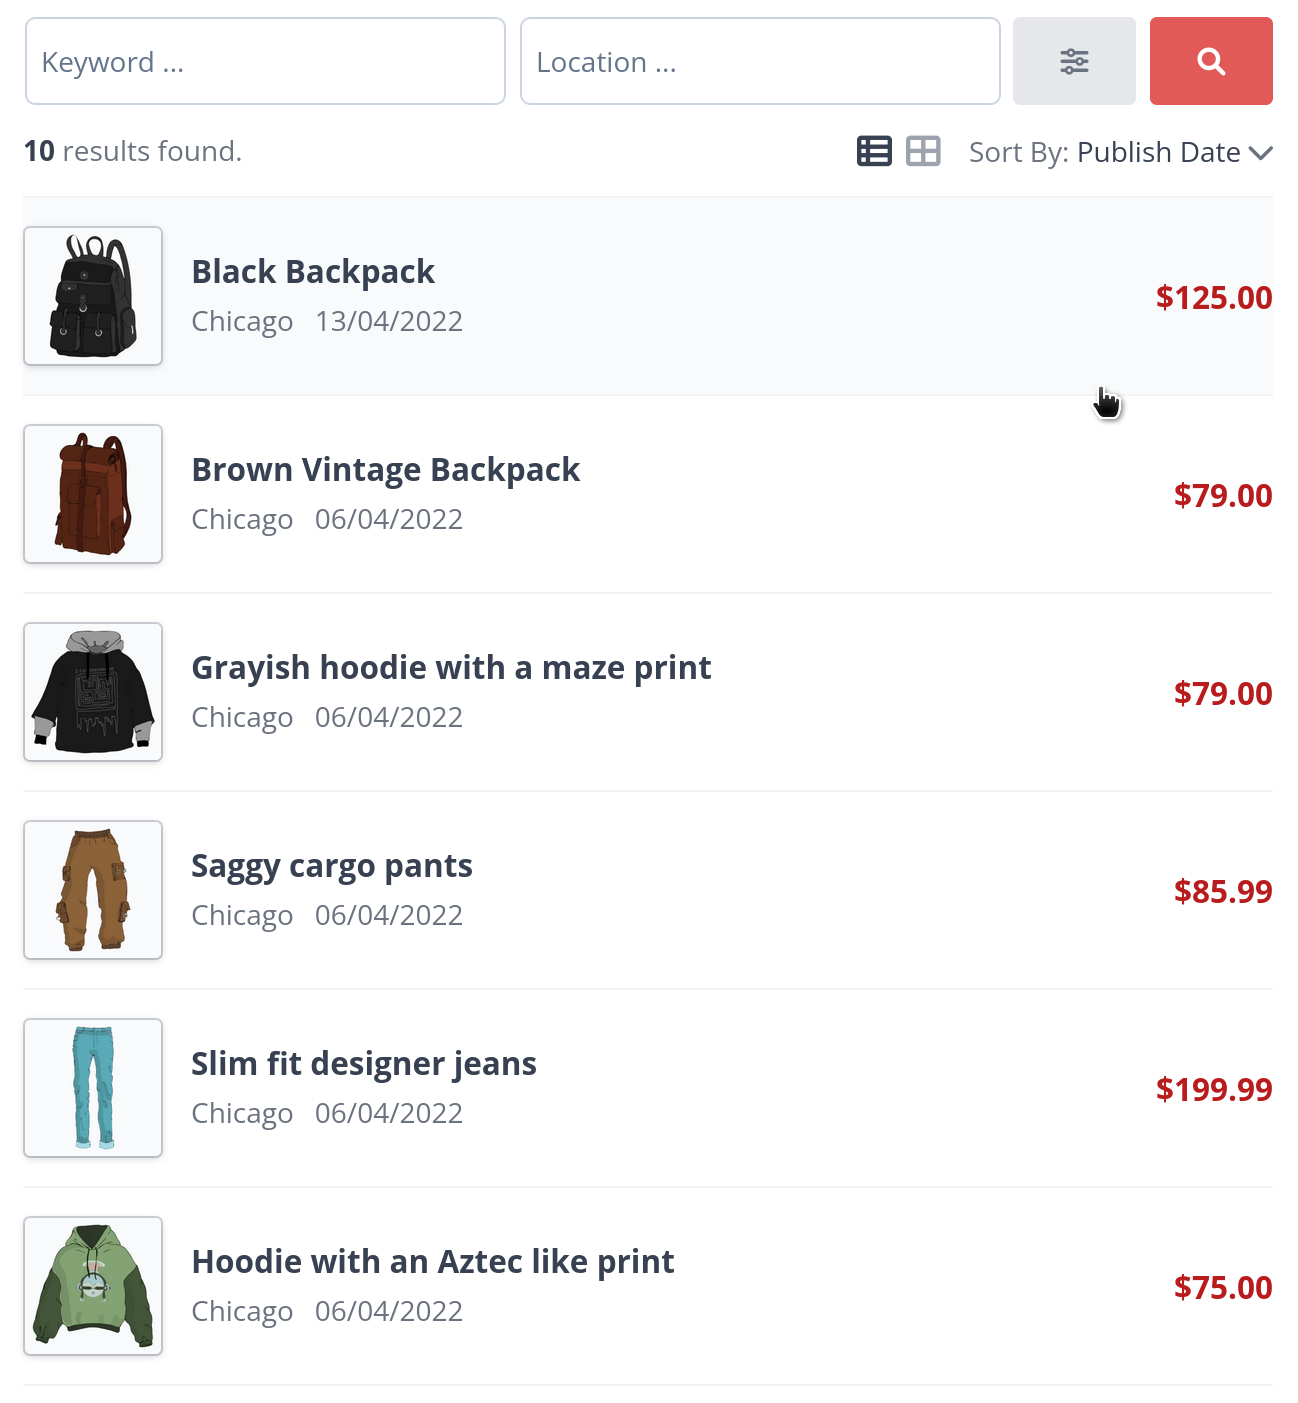 Keyword ... Location ...
10 results found. Sort By: Publish Date
Black Backpack
Chicago 13/04/2022
$125.00
Brown Vintage Backpack
Chicago 06/04/2022
$79.00
Grayish hoodie with a maze print
Chicago 06/04/2022
$79.00
Saggy cargo pants
Chicago 06/04/2022
$85.99
Slim fit designer jeans
Chicago 06/04/2022
$199.99
Hoodie with an Aztec like print
Chicago 06/04/2022
$75.00